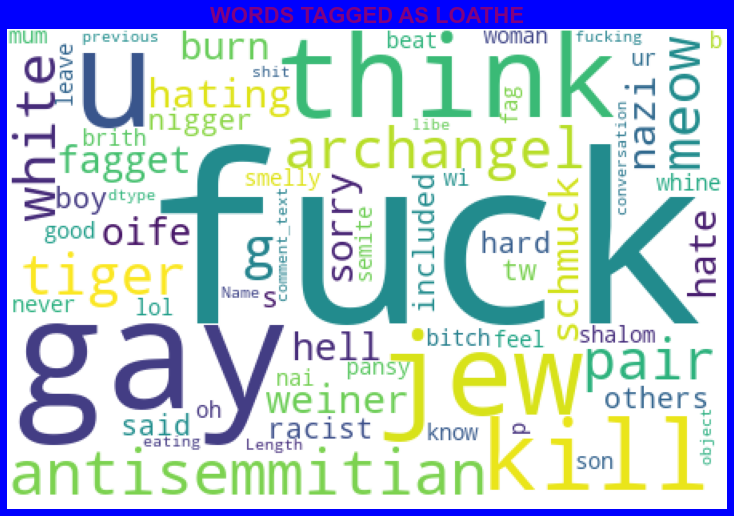 WORDS TAGGED AS LOATHE
mum
previous
burn
beat
woman
fucking
b
leave
u
shit
think
ur
white
hating
nigger
fag
nazi
meow
brith
libe
archangel
fagget
conversation
smelly
wi
whine
boy
dtype
fuck
good
oife
g
comment_text
sorry
semite
included
hard
schmuck
hate
tiger
tw
never
lol
Name
s
gay
hell
jew
bitch
feel
shalom
pair
nai
pansy
weiner
others
said
oh
racist
know
p
eating
Length
kill
object
antisemmitian
son